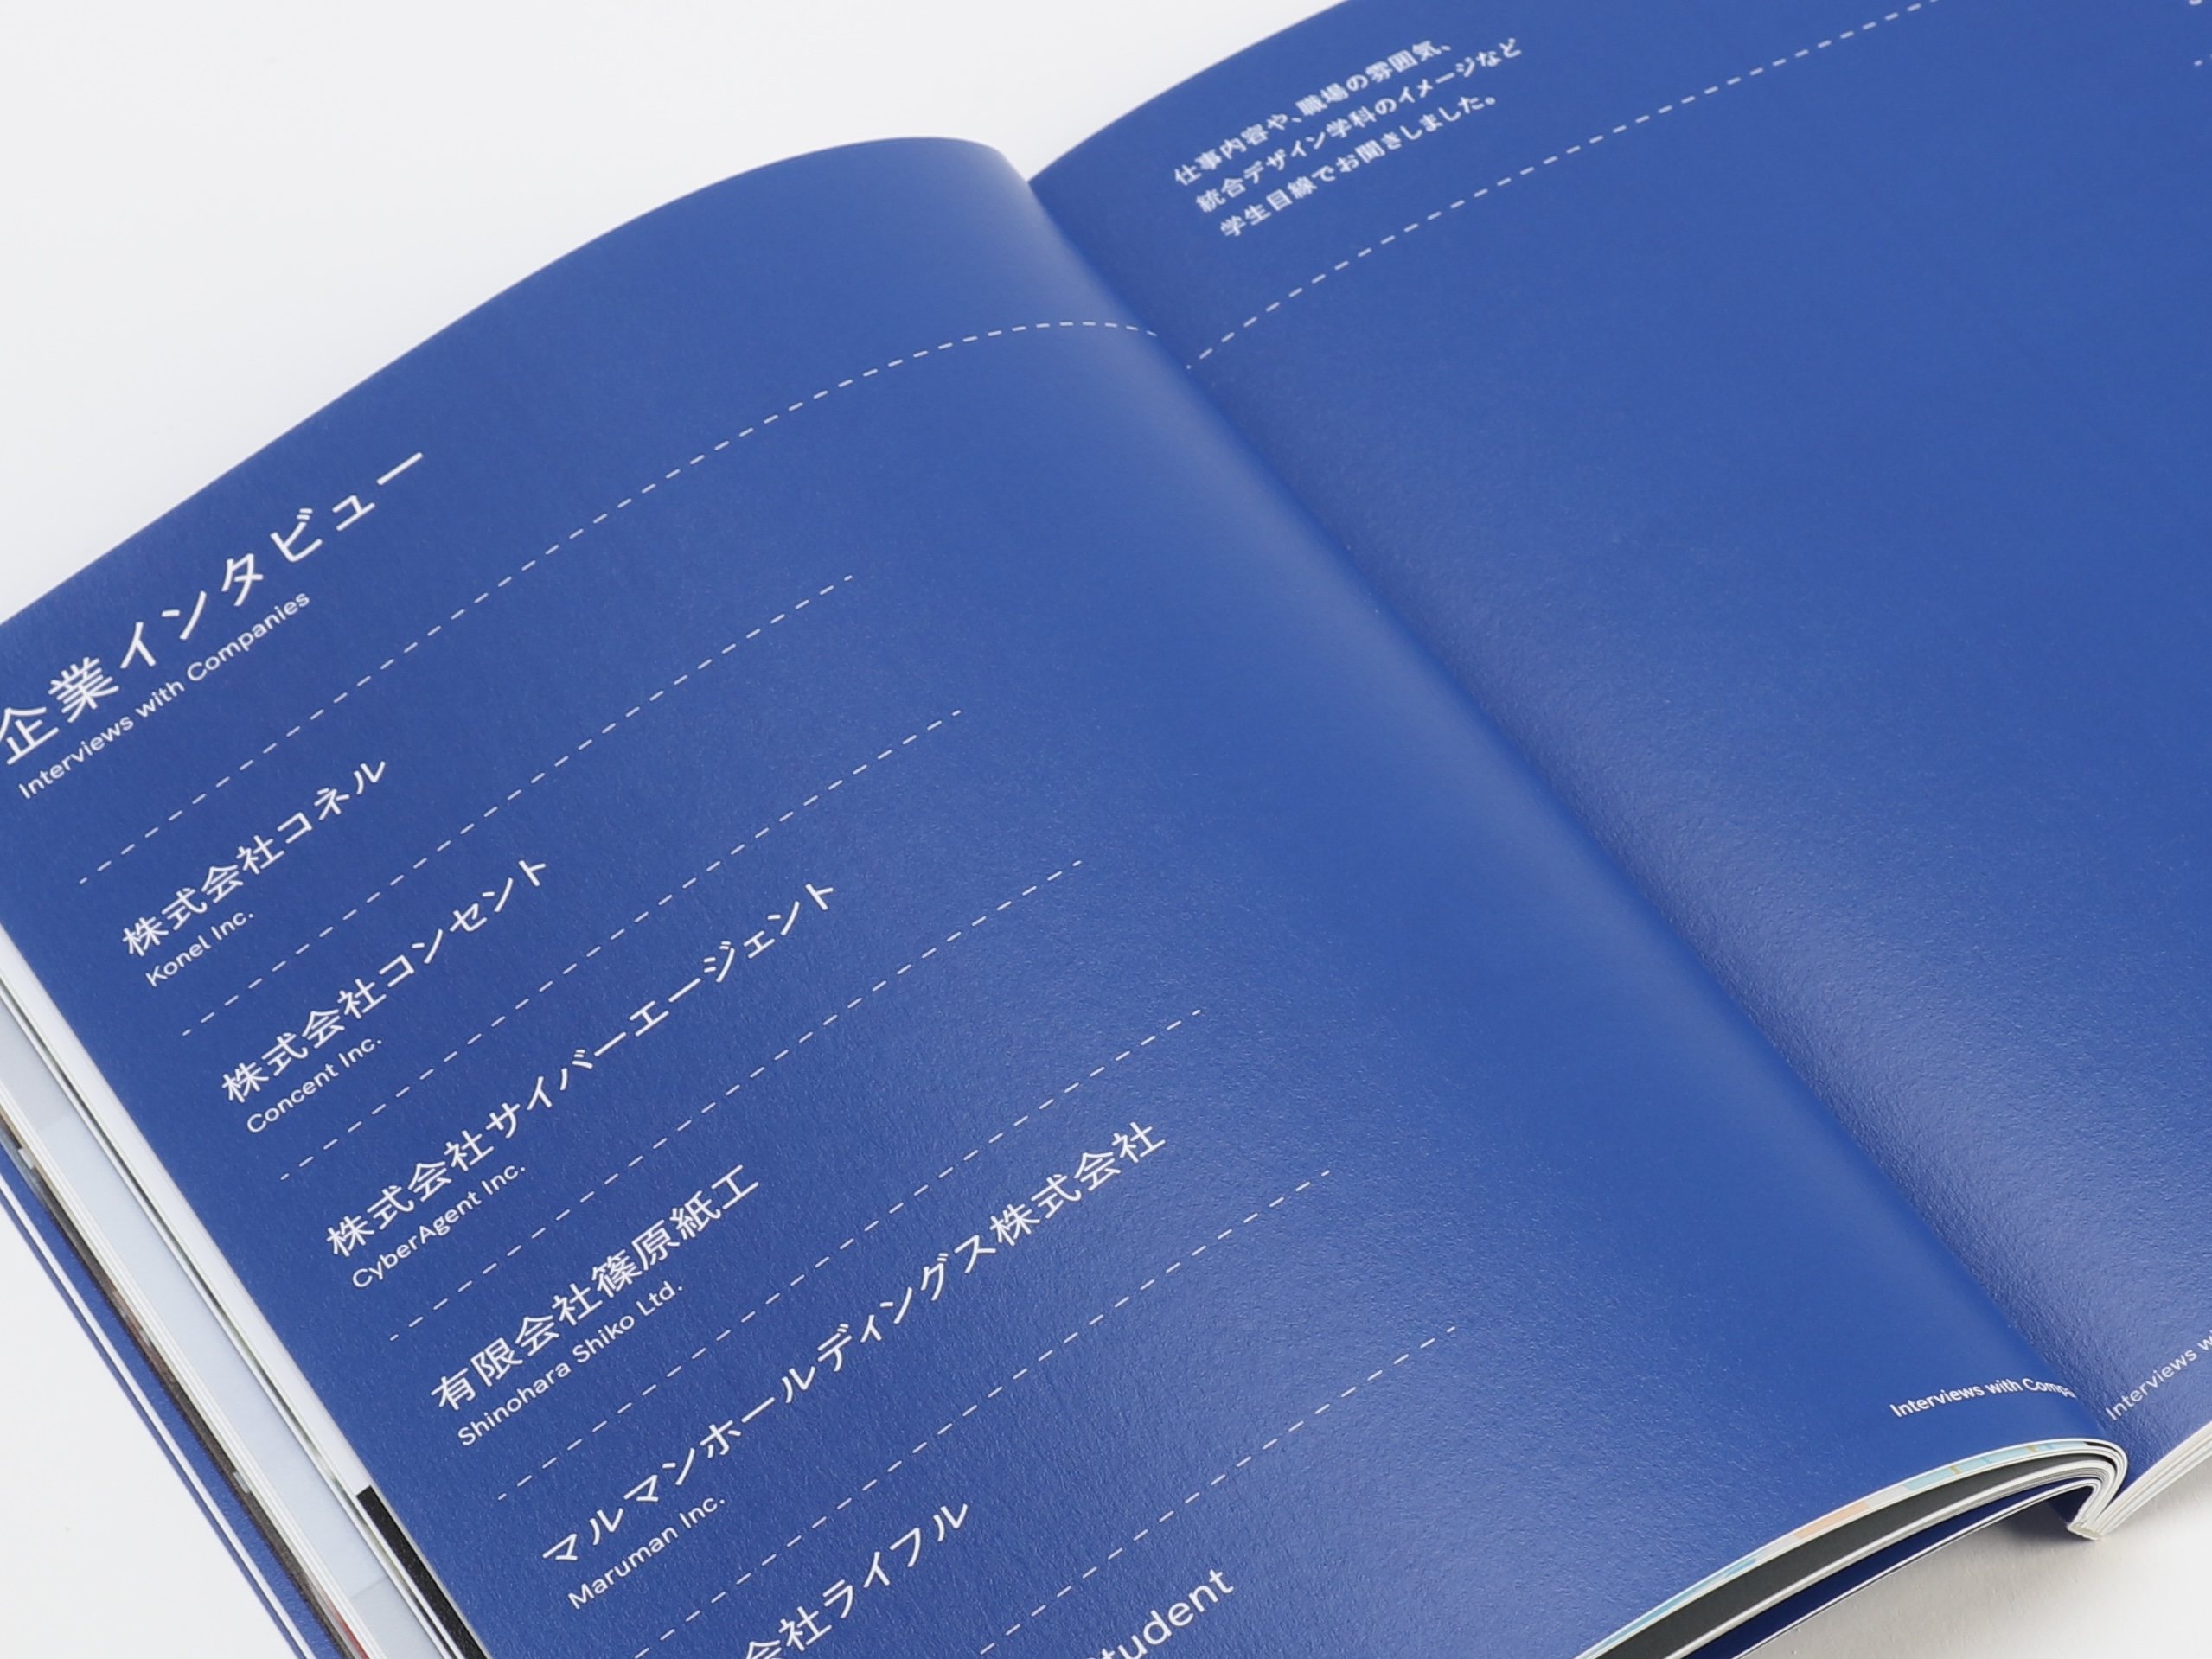 企業インタビュー
Interviews with Companies
株式会社コネル
Konel Inc.
株式会社コンセント
Concent Inc.
株式会社サイバーエージェント
CyberAgent Inc.
有限会社篠原紙工
Shinohara Shiko Ltd.
マルマンホールディングス株式会社
Maruman Inc.
会社ライフル
tudent
Interviews with Compa
仕事内容や、職場の雰囲気、
統合デザイン学科のイメージなど
学生目線でお聞きしました。
Interviews w